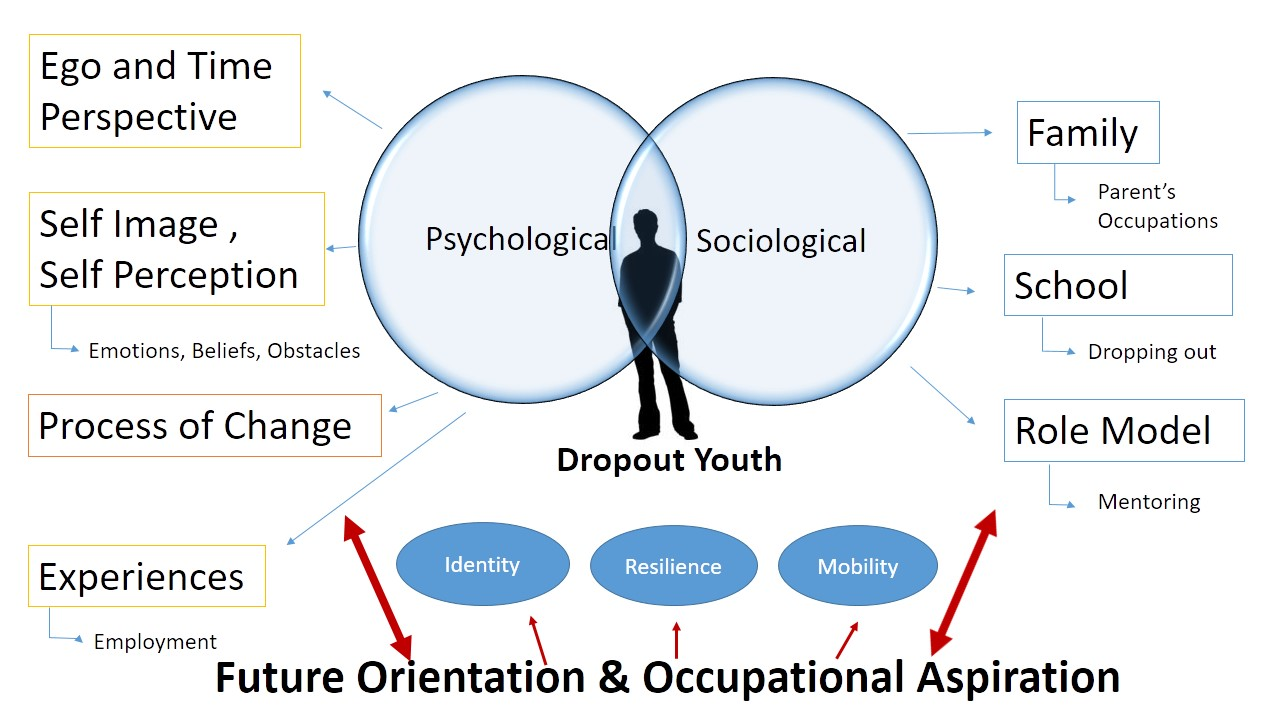 Ego and Time
Perspective
Self Image ,
Self Perception
Emotions, Beliefs, Obstacles
Process of Change
Experiences
Employment
Psychological
Sociological
Dropout Youth
Family
Parent’s
Occupations
School
Dropping out
Role Model
Mentoring
Identity
Resilience
Mobility
Future Orientation & Occupational Aspiration